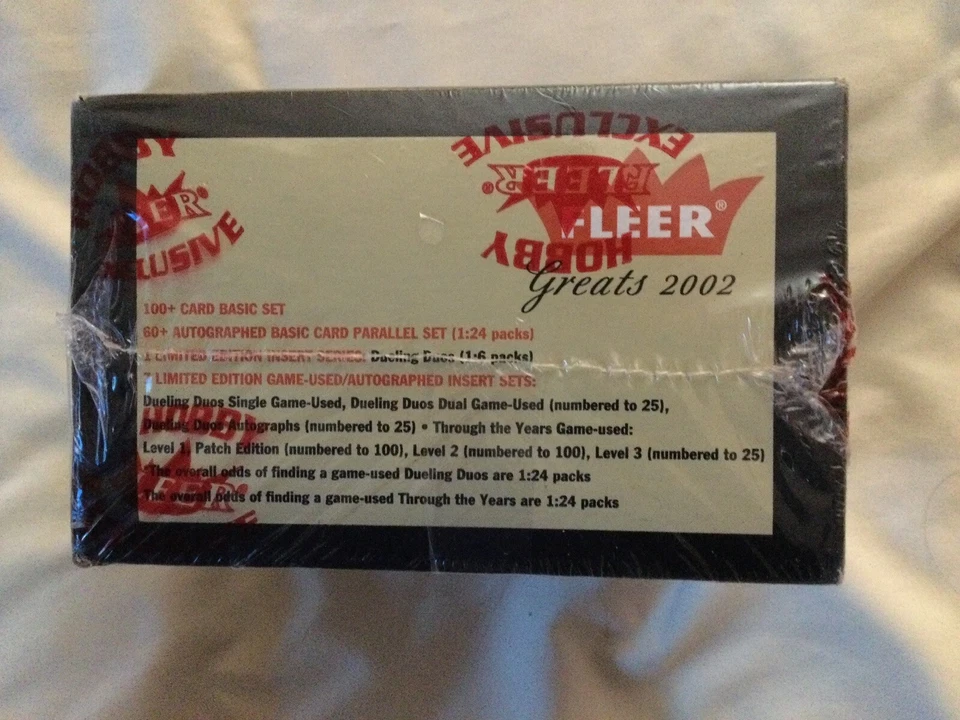 HOBBY
EXCLUSIVE
FLEER®
HOBBY
FLEER®
Greats 2002
100+ CARD BASIC SET
60+ AUTOGRAPHED BASIC CARD PARALLEL SET (1:24 packs)
1 LIMITED EDITION INSERT SERIES: Dueling Duos (1:6 packs)
7 LIMITED EDITION GAME-USED/AUTOGRAPHED INSERT SETS:
Dueling Duos Single Game-Used, Dueling Duos Dual Game-Used (numbered to 25),
Dueling Duos Autographs (numbered to 25) • Through the Years Game-used:
Level 1, Patch Edition (numbered to 100), Level 2 (numbered to 100), Level 3 (numbered to 25)
*The overall odds of finding a game-used Dueling Duos are 1:24 packs
The overall odds of finding a game-used Through the Years are 1:24 packs
HOBBY